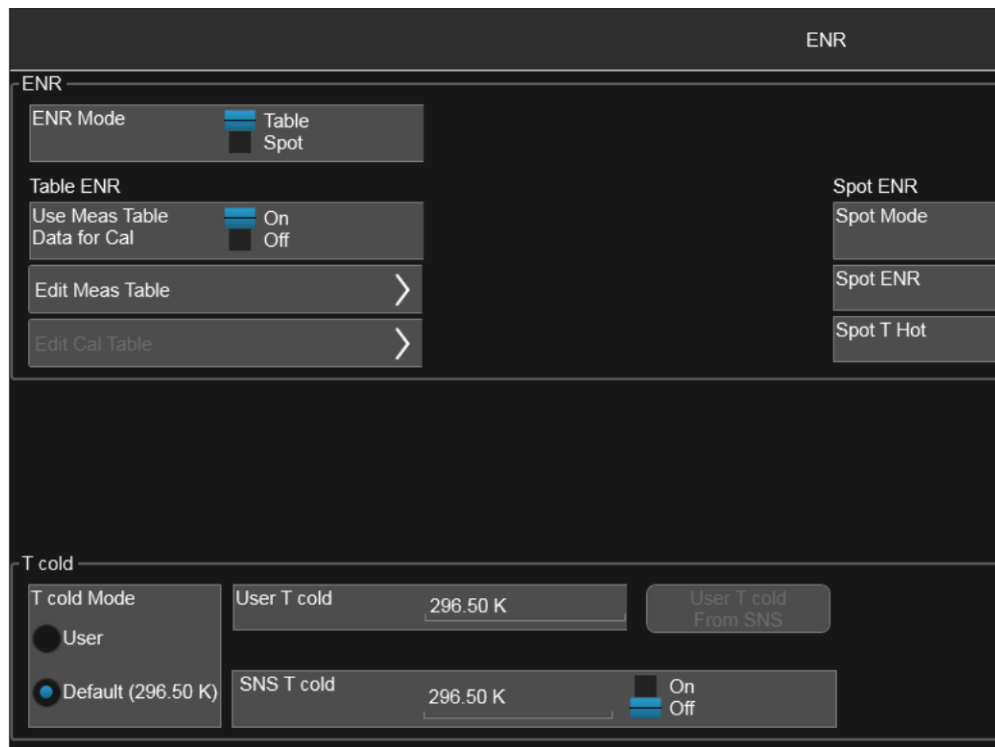 ENR
ENR
ENR Mode
Table
Spot
Table ENR
Use Meas Table
Data for Cal
On
Off
Edit Meas Table
Edit Cal Table
Spot ENR
Spot Mode
Spot ENR
Spot T Hot
T cold
T cold Mode
User
Default (296.50 K)
User T cold
296.50 K
User T cold
From SNS
SNS T cold
296.50 K
On
Off